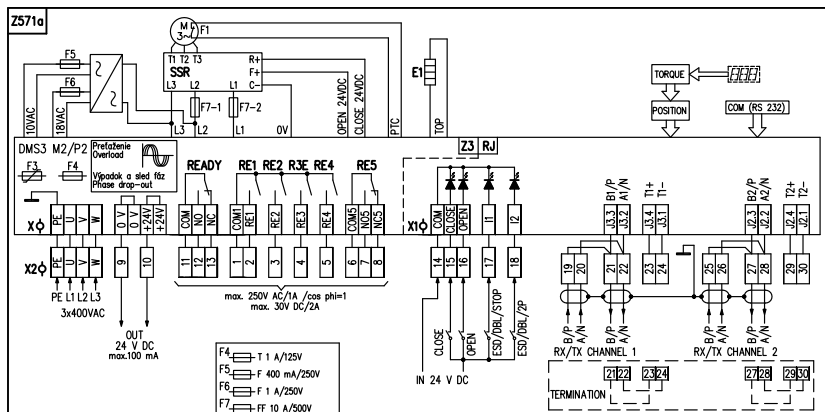 Z571a
M
3~
F1
F5
F6
T1 T2 T3
SSR
R+
F+
C-
L3 L2 L1
F7-1
F7-2
L3 L2 L1 0V
10VAC
18VAC
OPEN 24VDC
CLOSE 24VDC
PTC
E1
TOP
TORQUE
POSITION
COM (RS 232)
DMS3 M2/P2
F3
F4
Preťaženie
Overload
Výpadok a sled fáz
Phase drop-out
READY
RE1 RE2 R3E RE4
RE5
Z3 RJ
X
PE U V W
0 V
0 V
+24V
+24V
COM NO NC
COM1 RE1 RE2 RE3 RE4
COM5 NO5 NC5
X1
COM CLOSE OPEN I1 I2
J3.3 B1/P
J3.2 A1/N
J3.4 T1+
J3.1 T1-
J2.3 B2/P
J2.2 A2/N
J2.4 T2+
J2.1 T2-
X2
PE U V W
9 10
11 12 13
1 2 3 4 5
6 7 8
14 15 16 17 18
19 20 21 22 23 24
25 26 27 28 29 30
PE L1 L2 L3
3x400VAC
max. 250V AC/1A /cos phi=1
max. 30V DC/2A
OUT
24 V DC
max.100 mA
CLOSE
OPEN
ESD/DBL/STOP
ESD/DBL/2P
IN 24 V DC
B/P A/N B/P A/N
RX/TX CHANNEL 1
B/P A/N B/P A/N
RX/TX CHANNEL 2
F4 T 1 A/125V
F5 F 400 mA/250V
F6 F 1 A/250V
F7 FF 10 A/500V
TERMINATION
21 22 23 24
27 28 29 30